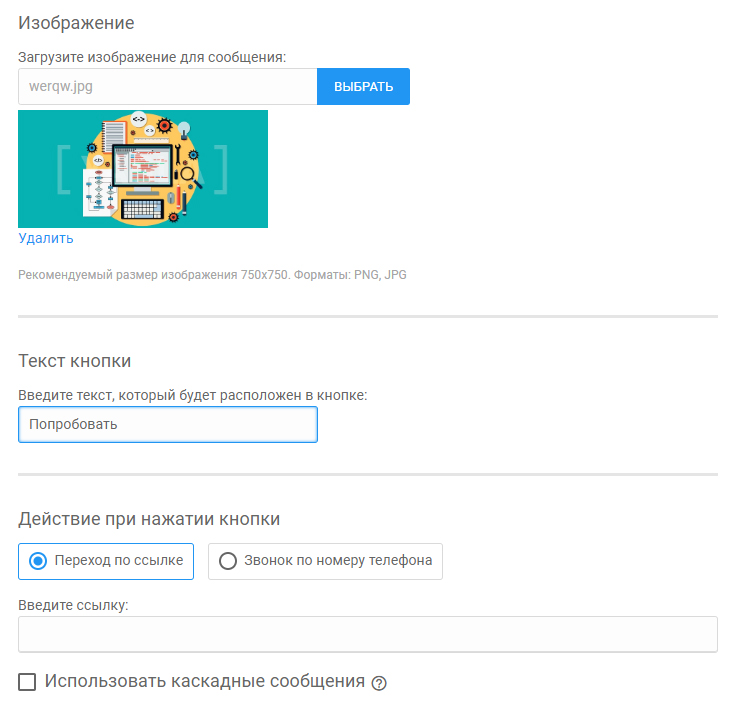 Изображение
Загрузите изображение для сообщения:
werqw.jpg
ВЫБРАТЬ
Удалить
Рекомендуемый размер изображения 750x750. Форматы: PNG, JPG
Текст кнопки
Введите текст, который будет расположен в кнопке:
Попробовать
Действие при нажатии кнопки
Переход по ссылке
Звонок по номеру телефона
Введите ссылку:
Использовать каскадные сообщения